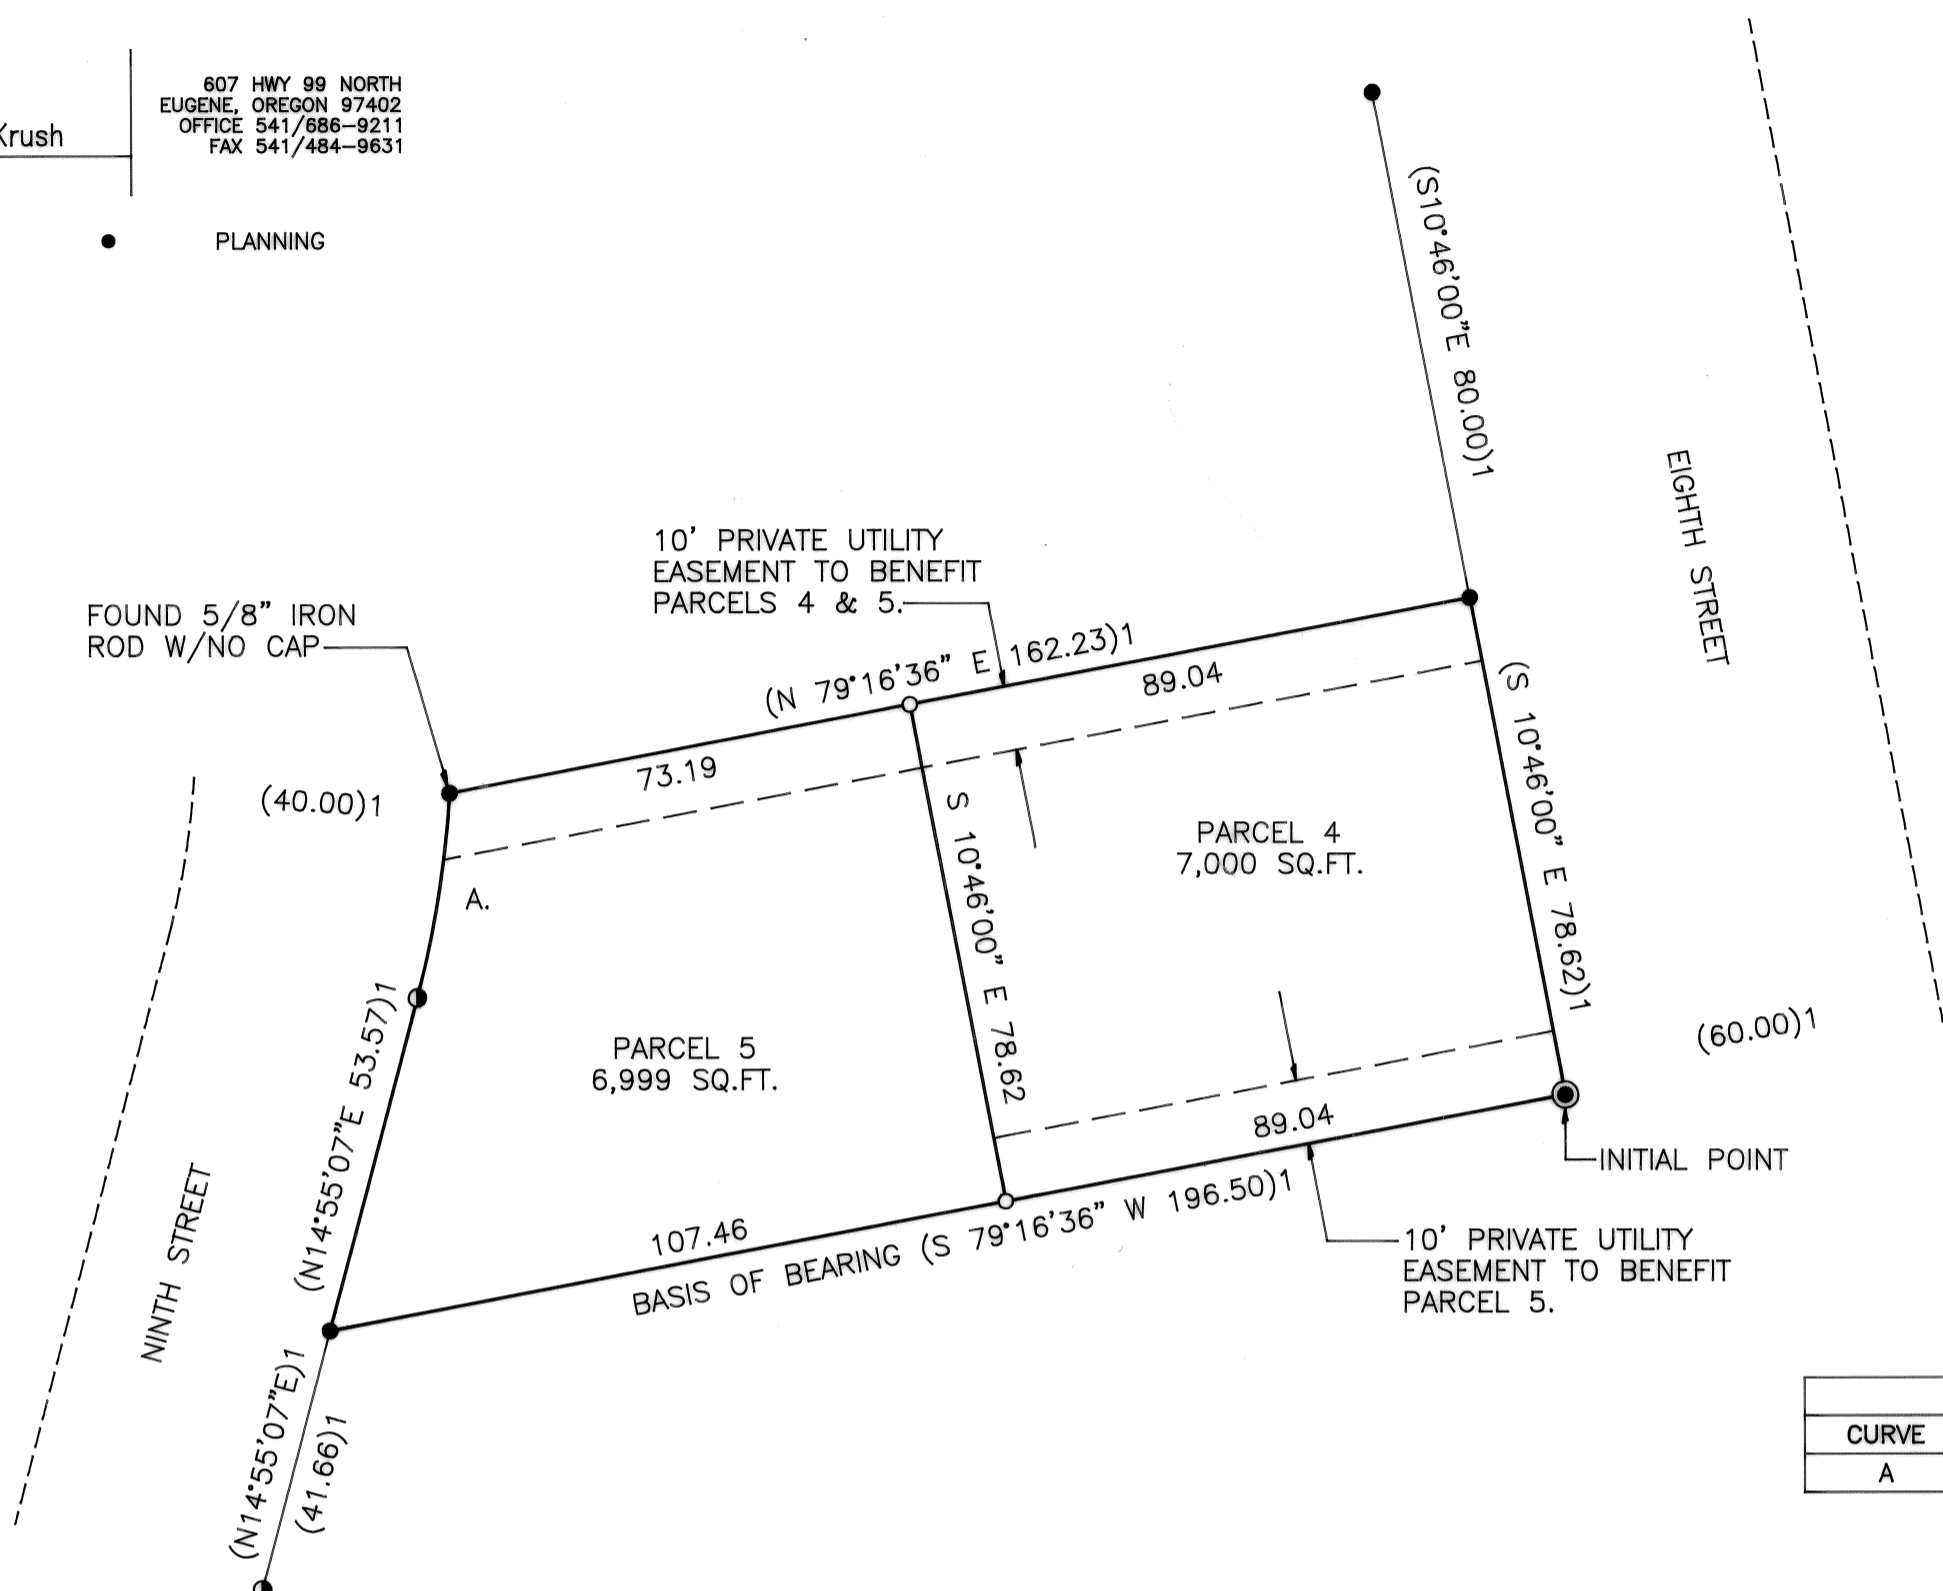 Krush
607 HWY 99 NORTH
EUGENE, OREGON 97402
OFFICE 541/686-9211
FAX 541/484-9631
PLANNING
(S10°46'00"E 80.00)1
EIGHTH STREET
10' PRIVATE UTILITY
EASEMENT TO BENEFIT
PARCELS 4 & 5.
FOUND 5/8" IRON
ROD W/NO CAP
(N 79°16'36" E 162.23)1
89.04
73.19
(40.00)1
A.
S 10°46'00" E 78.62
PARCEL 4
7,000 SQ.FT.
(S 10°46'00" E 78.62)1
(60.00)1
PARCEL 5
6,999 SQ.FT.
(N14°55'07"E 53.57)1
NINTH STREET
89.04
INITIAL POINT
107.46
BASIS OF BEARING (S 79°16'36" W 196.50)1
10' PRIVATE UTILITY
EASEMENT TO BENEFIT
PARCEL 5.
(N14°55'07"E)1
(41.66)1
CURVE
A